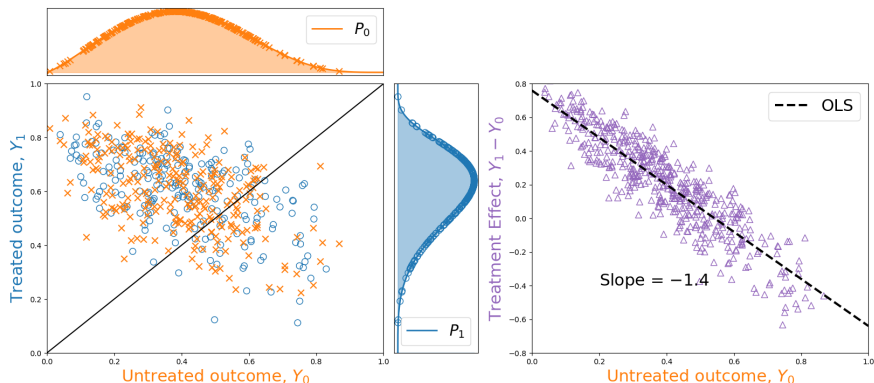 P₀
1.0
0.8
0.6
0.4
0.2
0.0
0.0 0.2 0.4 0.6 0.8 1.0
Treated outcome, Y₁
Untreated outcome, Y₀
P₁
0.8
0.6
0.4
0.2
0.0
−0.2
−0.4
−0.6
−0.8
0.0 0.2 0.4 0.6 0.8 1.0
Treatment Effect, Y₁ − Y₀
Untreated outcome, Y₀
OLS
Slope = −1.4